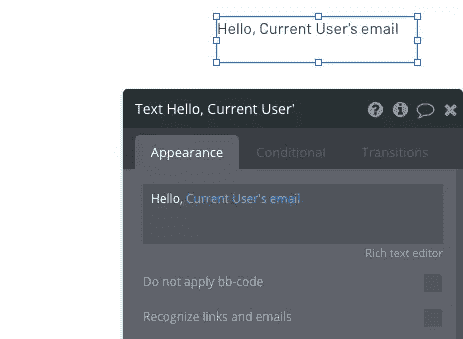 Hello, Current User's email
Text Hello, Current User'
Appearance
Conditional
Transitions
Hello, Current User's email
Rich text editor
Do not apply bb-code
Recognize links and emails